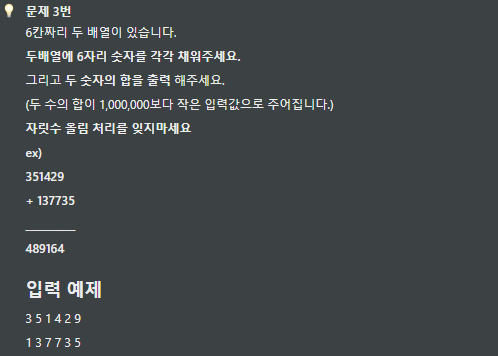 문제 3번
6칸짜리 두 배열이 있습니다.
두배열에 6자리 숫자를 각각 채워주세요.
그리고 두 숫자의 합을 출력 해주세요.
(두 수의 합이 1,000,000보다 작은 입력값으로 주어집니다.)
자릿수 올림 처리를 잊지마세요
ex)
351429
+ 137735
_________
489164
입력 예제
3 5 1 4 2 9
1 3 7 7 3 5